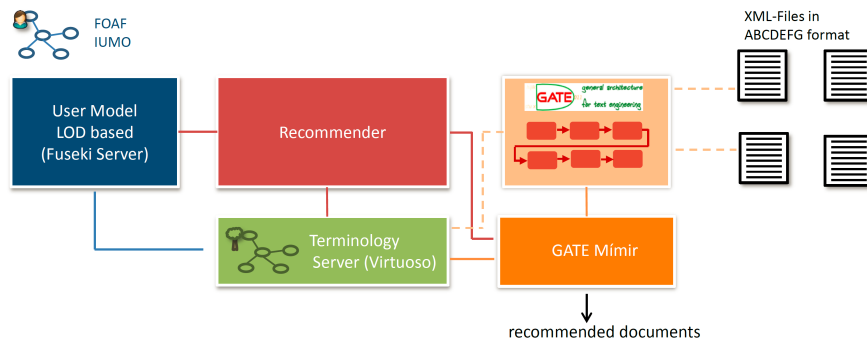 FOAF
IUMO
XML-Files in
ABCDEFG format
User Model
LOD based
(Fuseki Server)
Recommender
GATE
general architecture
for text engineering
Terminology
Server (Virtuoso)
GATE Mímir
recommended documents